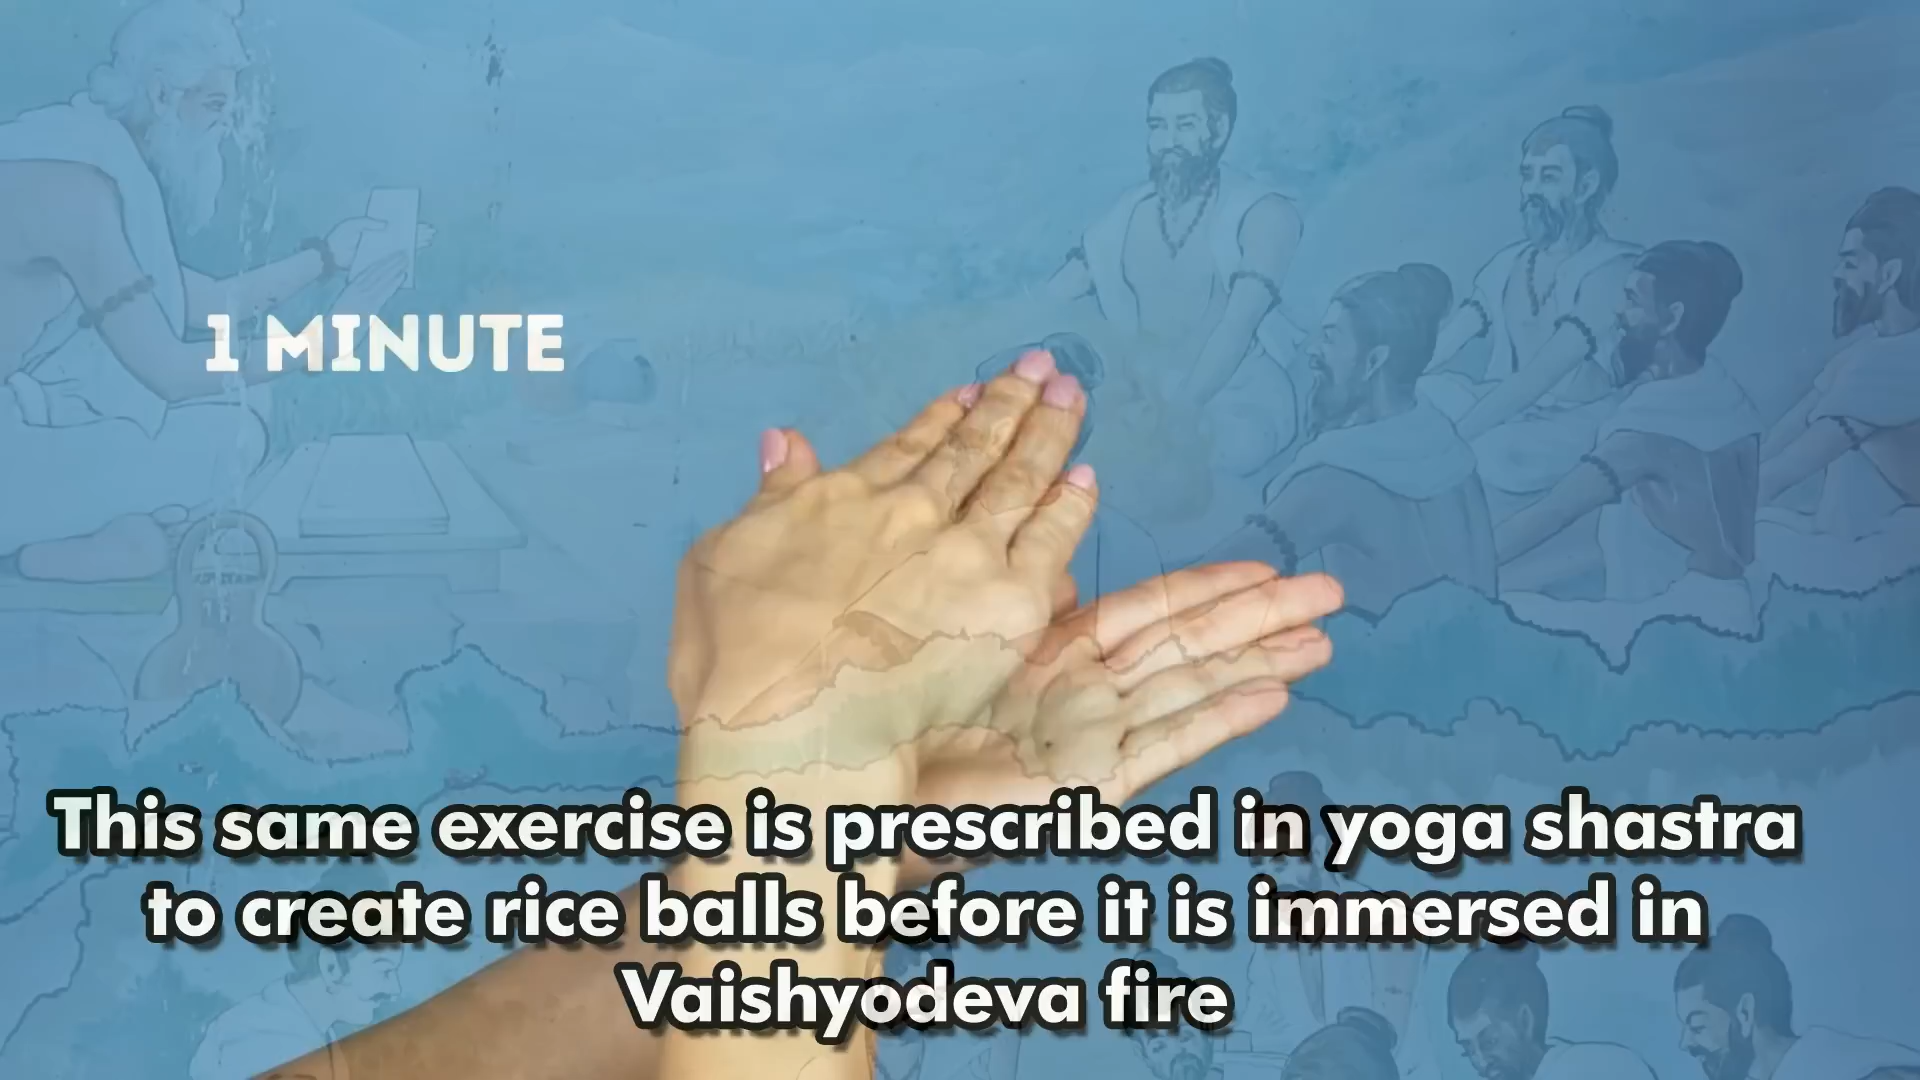 1 MINUTE
This same exercise is prescribed in yoga shastra
to create rice balls before it is immersed in
Vaishyodeva fire